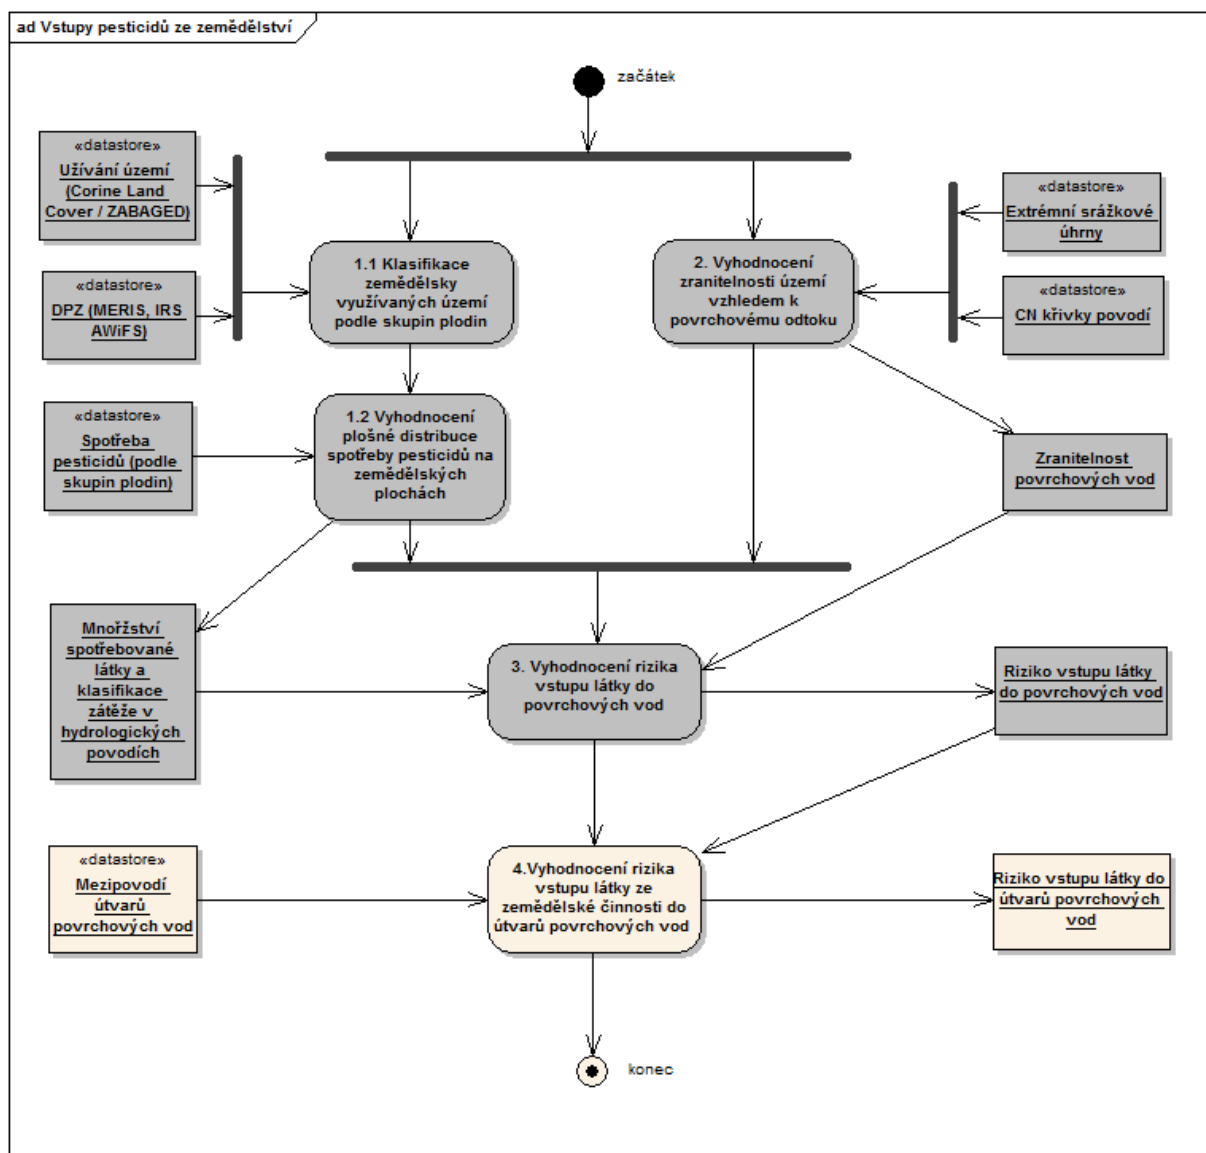 ad Vstupy pesticidů ze zemědělství
začátek
«datastore»
Užívání území
(Corine Land
Cover / ZABAGED)
«datastore»
DPZ (MERIS, IRS
AWiFS)
1.1 Klasifikace
zemědělsky
využívaných území
podle skupin plodin
2. Vyhodnocení
zranitelnosti území
vzhledem k
povrchovému odtoku
«datastore»
Extrémní srážkové
úhrny
«datastore»
CN křivky povodí
«datastore»
Spotřeba
pesticidů (podle
skupin plodin)
1.2 Vyhodnocení
plošné distribuce
spotřeby pesticidů na
zemědělských
plochách
Zranitelnost
povrchových vod
Mnořžství
spotřebované
látky a
klasifikace
zátěže v
hydrologických
povodích
3. Vyhodnocení rizika
vstupu látky do
povrchových vod
Riziko vstupu látky
do povrchových vod
«datastore»
Mezipovodí
útvarů
povrchových vod
4.Vyhodnocení rizika
vstupu látky ze
zemědělské činnosti do
útvarů povrchových vod
Riziko vstupu látky do
útvarů povrchových
vod
konec